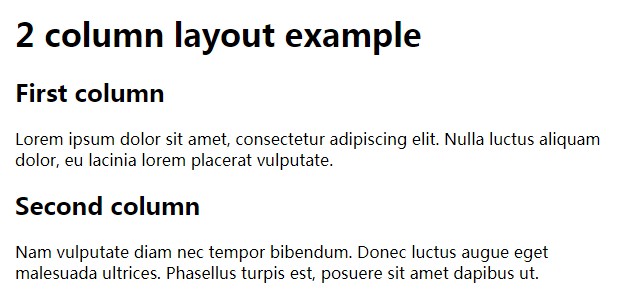 2 column layout example
First column
Lorem ipsum dolor sit amet, consectetur adipiscing elit. Nulla luctus aliquam
dolor, eu lacinia lorem placerat vulputate.
Second column
Nam vulputate diam nec tempor bibendum. Donec luctus augue eget
malesuada ultrices. Phasellus turpis est, posuere sit amet dapibus ut.